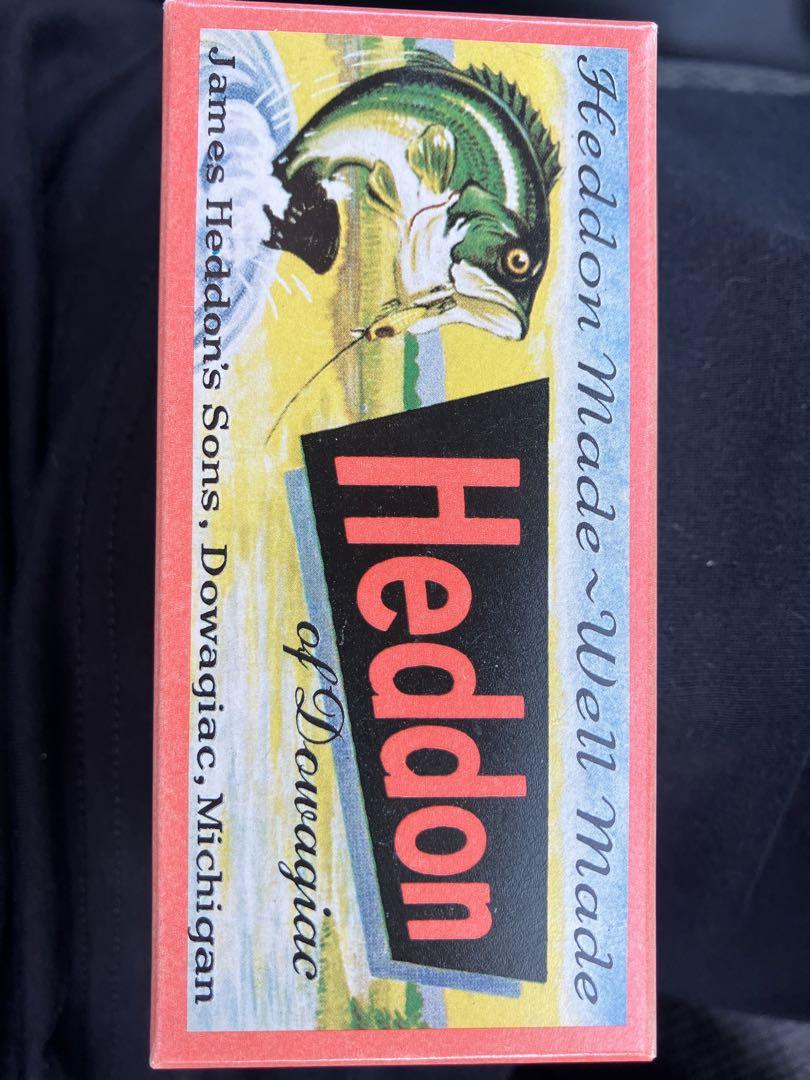 Heddon Made ~ Well Made
Heddon
of Dowagiac
James Heddon's Sons, Dowagiac, Michigan